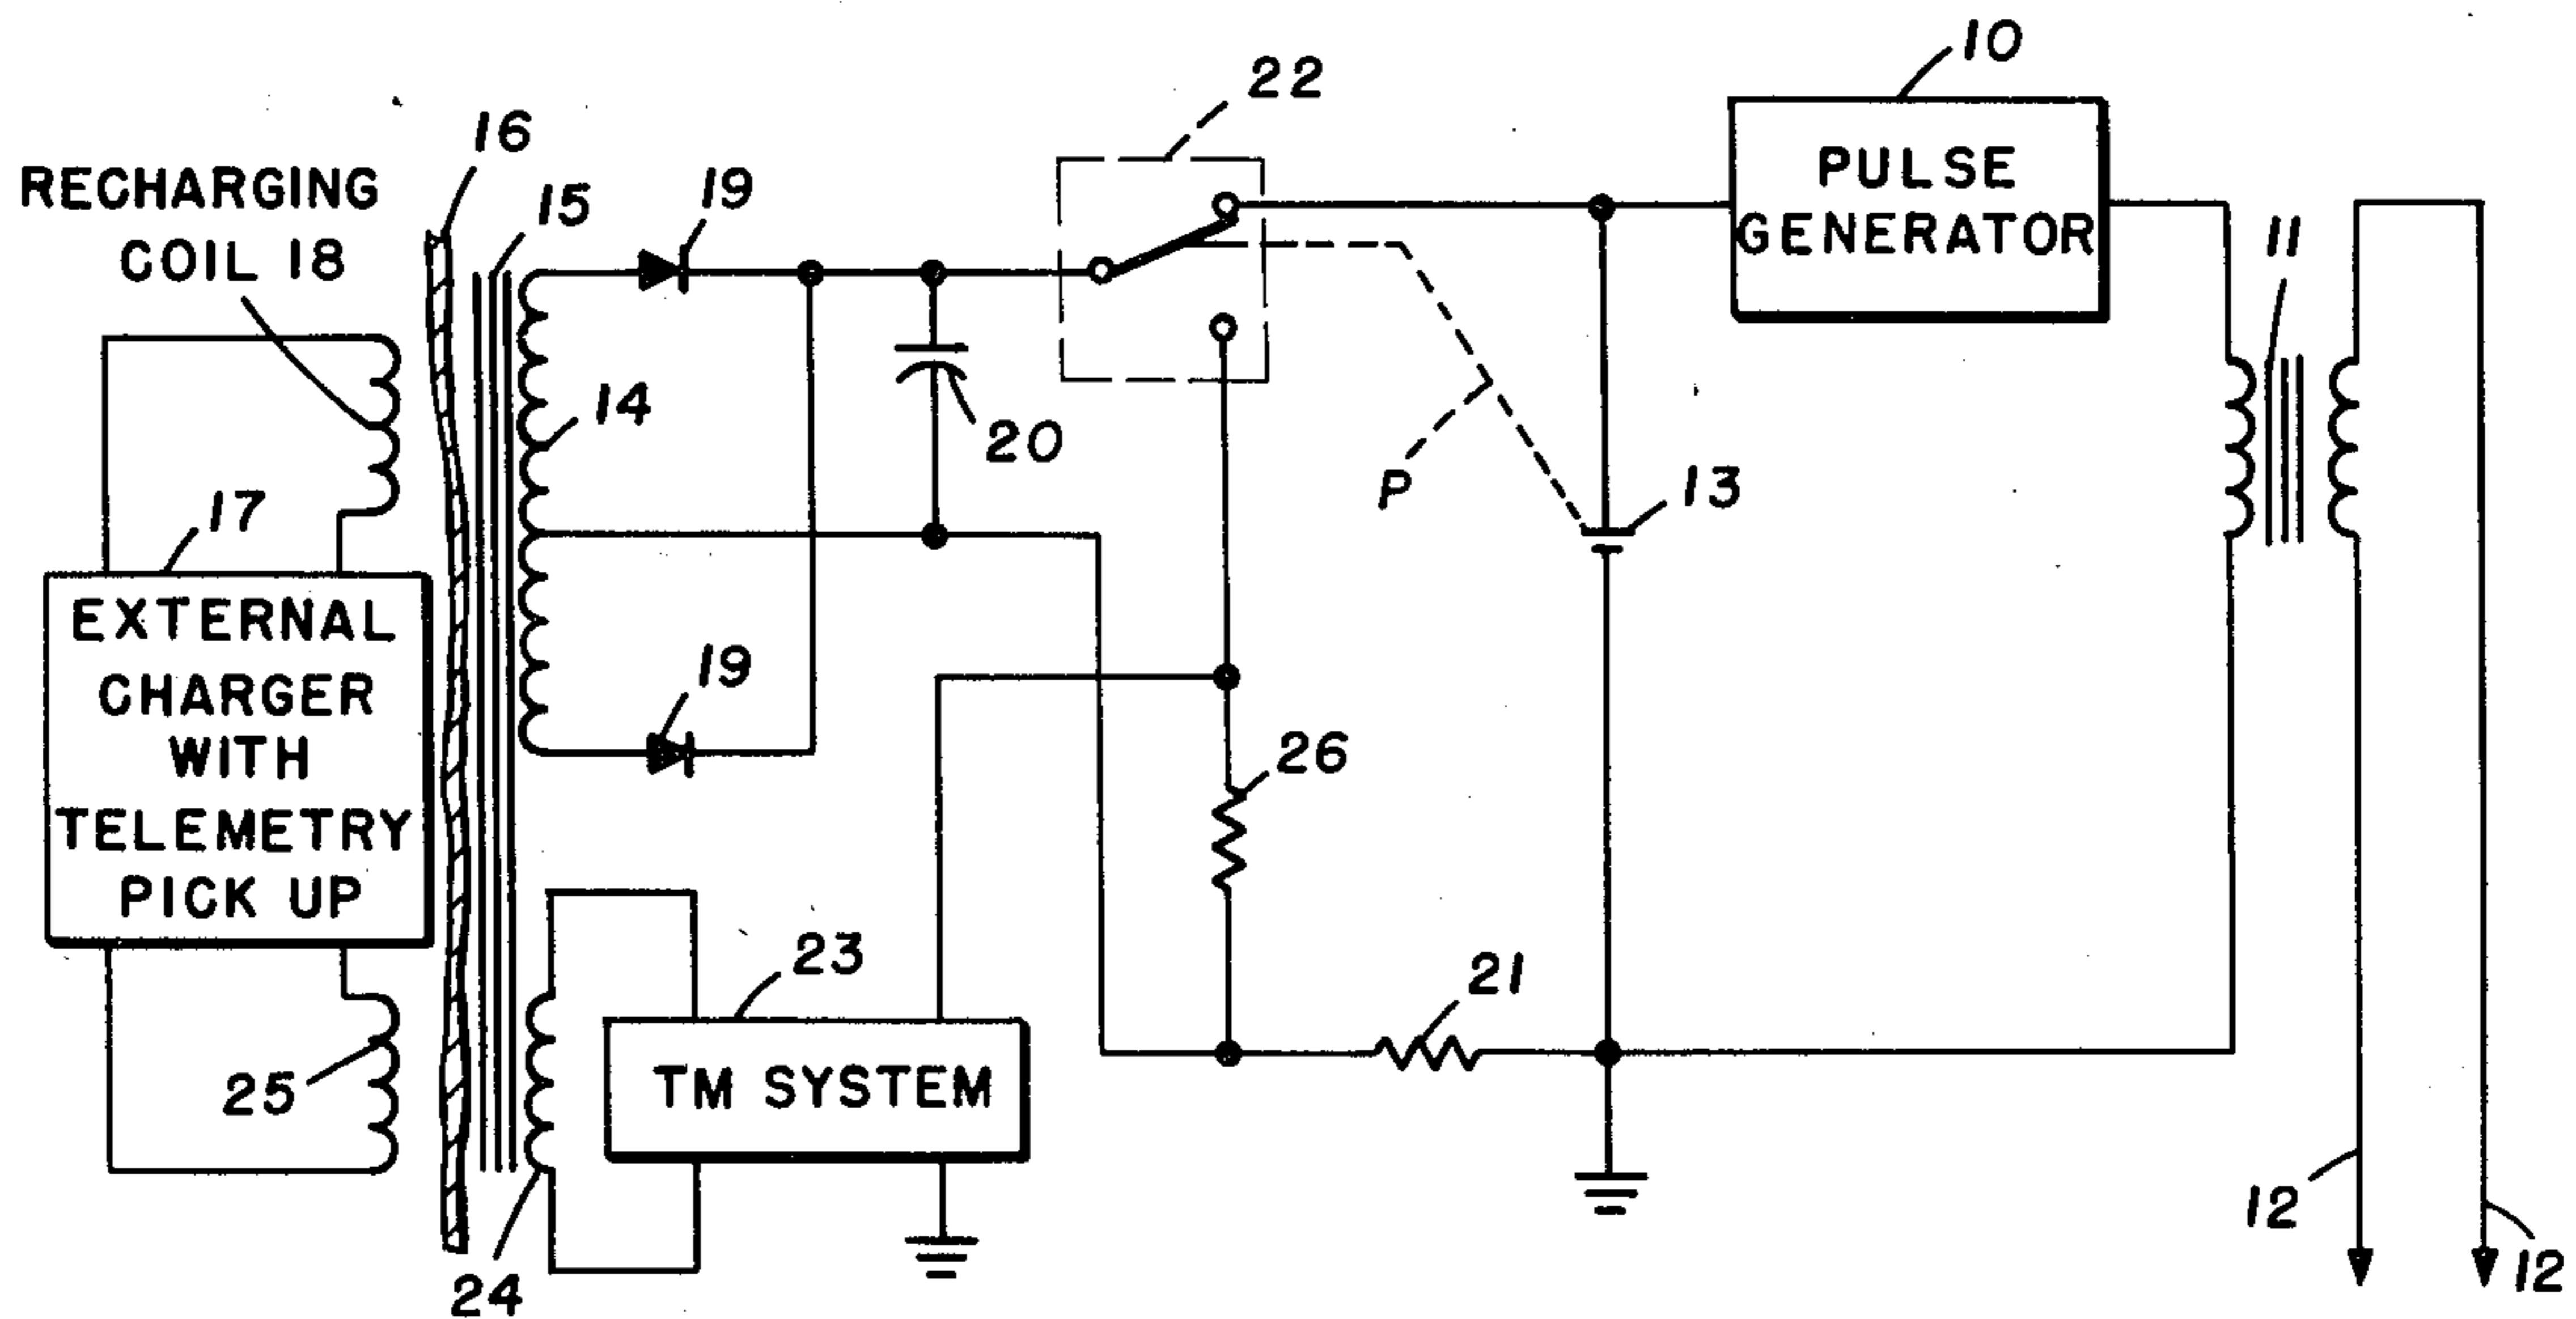 10
22
16
RECHARGING
COIL 18
15
19
PULSE
GENERATOR
11
14
20
P
13
17
EXTERNAL
CHARGER
WITH
TELEMETRY
PICK UP
19
26
23
21
TM SYSTEM
25
24
12
12